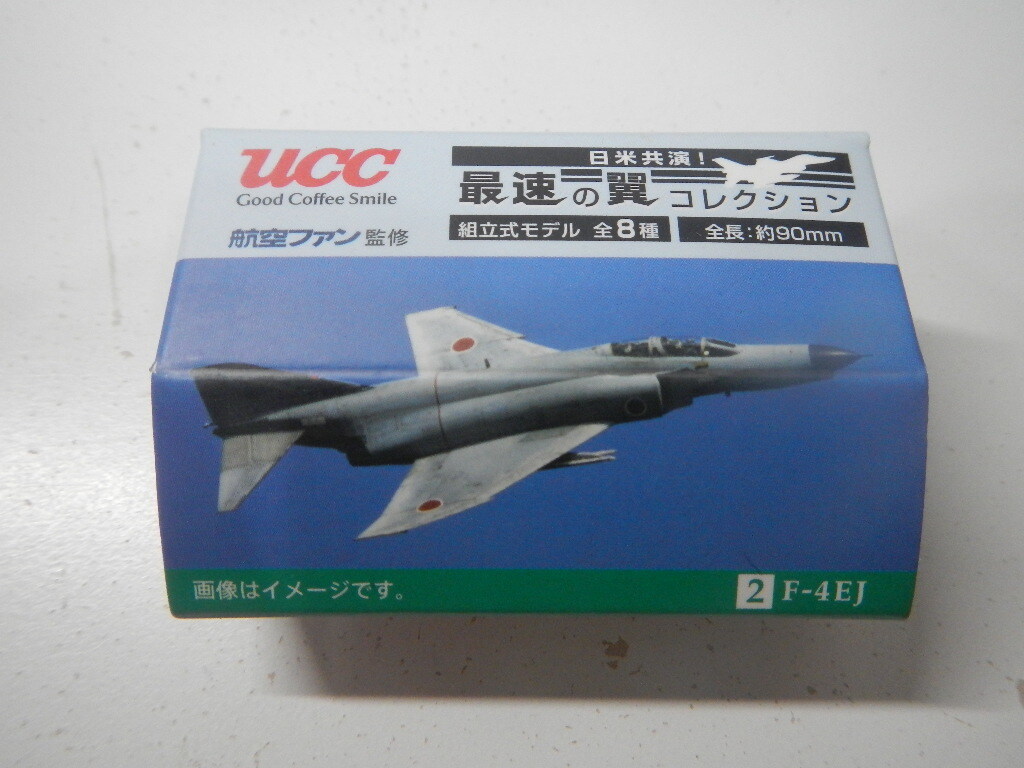 UCC
Good Coffee Smile
航空ファン 監修
日米共演!
最速の翼 コレクション
組立式モデル 全8種
全長:約90mm
画像はイメージです。
2 F-4EJ